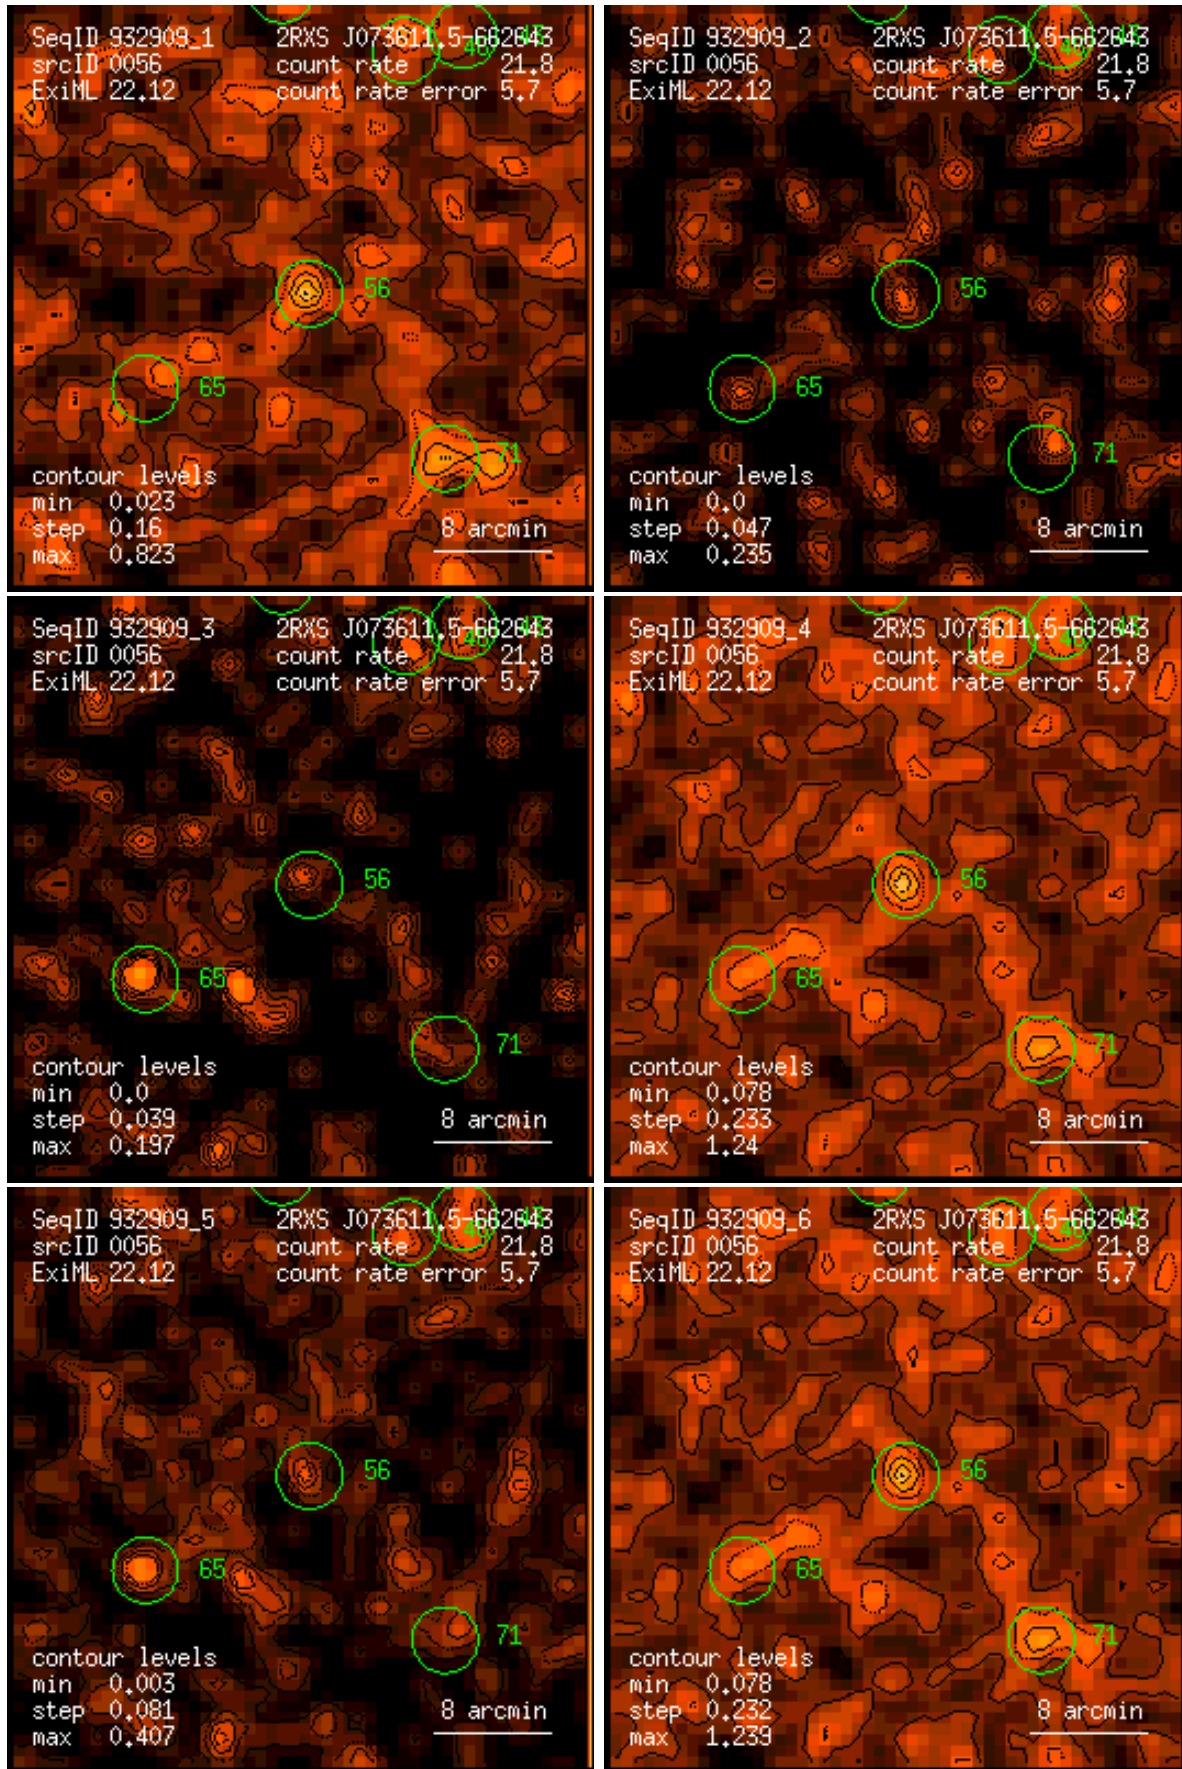 SeqID 932909_1 2RXS J073611.5-662043
srcID 0056 count rate 21.8
ExiML 22.12 count rate error 5.7
56
65
71
contour levels
min 0.023
step 0.16 8 arcmin
max 0.823
SeqID 932909_2 2RXS J073611.5-662043
srcID 0056 count rate 21.8
ExiML 22.12 count rate error 5.7
56
65
71
contour levels
min 0.0
step 0.047 8 arcmin
max 0.235
SeqID 932909_3 2RXS J073611.5-662043
srcID 0056 count rate 21.8
ExiML 22.12 count rate error 5.7
56
65
71
contour levels
min 0.0
step 0.039 8 arcmin
max 0.197
SeqID 932909_4 2RXS J073611.5-662043
srcID 0056 count rate 21.8
ExiML 22.12 count rate error 5.7
56
65
71
contour levels
min 0.078
step 0.233 8 arcmin
max 1.24
SeqID 932909_5 2RXS J073611.5-662043
srcID 0056 count rate 21.8
ExiML 22.12 count rate error 5.7
56
65
71
contour levels
min 0.003
step 0.081 8 arcmin
max 0.407
SeqID 932909_6 2RXS J073611.5-662043
srcID 0056 count rate 21.8
ExiML 22.12 count rate error 5.7
56
65
71
contour levels
min 0.078
step 0.232 8 arcmin
max 1.239